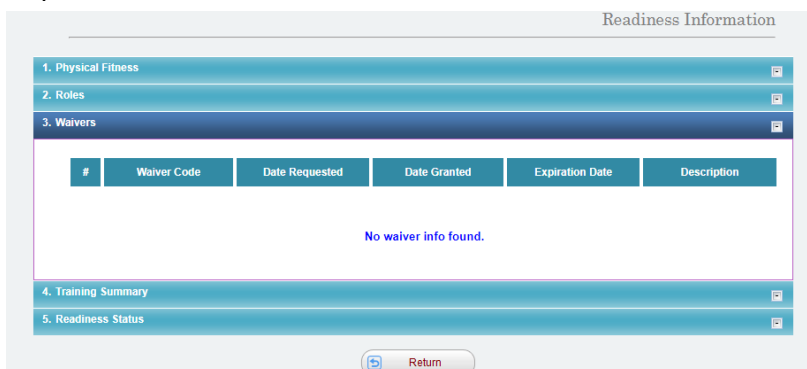 Readiness Information
1. Physical Fitness
2. Roles
3. Waivers
# Waiver Code Date Requested Date Granted Expiration Date Description
No waiver info found.
4. Training Summary
5. Readiness Status
Return